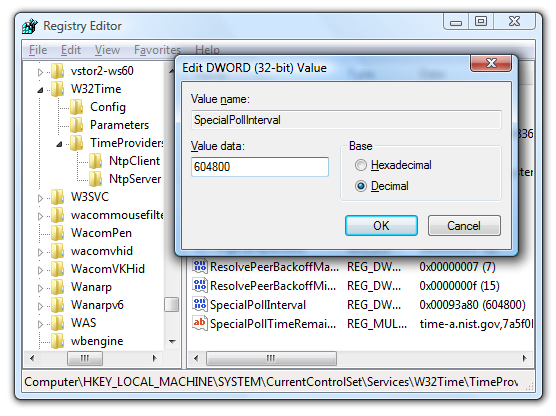 Registry Editor
File Edit View Favorites Help
vstor2-ws60
W32Time
Config
Parameters
TimeProviders
NtpClient
NtpServer
W3SVC
wacommousefilte
WacomPen
wacomvhid
WacomVKHid
Wanarp
Wanarpv6
WAS
wbengine
Edit DWORD (32-bit) Value
Value name:
SpecialPollInterval
Value data:
604800
Base
Hexadecimal
Decimal
OK Cancel
ResolvePeerBackoffMa... REG_DW... 0x00000007 (7)
ResolvePeerBackoffMi... REG_DW... 0x0000000f (15)
SpecialPollInterval REG_DW... 0x00093a80 (604800)
SpecialPollTimeRemai... REG_MUL... time-a.nist.gov,7a5f0
Computer\HKEY_LOCAL_MACHINE\SYSTEM\CurrentControlSet\Services\W32Time\TimeProv